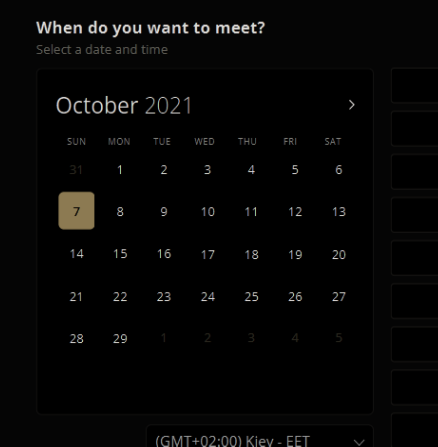 When do you want to meet?
Select a date and time
October 2021
SUN MON TUE WED THU FRI SAT
31 1 2 3 4 5 6
7 8 9 10 11 12 13
14 15 16 17 18 19 20
21 22 23 24 25 26 27
28 29 1 2 3 4 5
(GMT+02:00) Kiev - EET